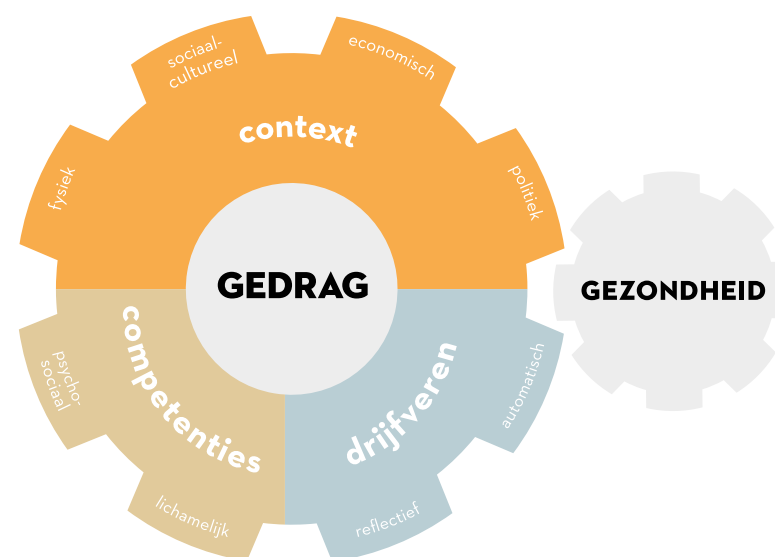 sociaal-
cultureel
economisch
context
fysiek
politiek
GEDRAG
GEZONDHEID
competenties
drijfveren
psycho-
sociaal
automatisch
lichamelijk
reflectief